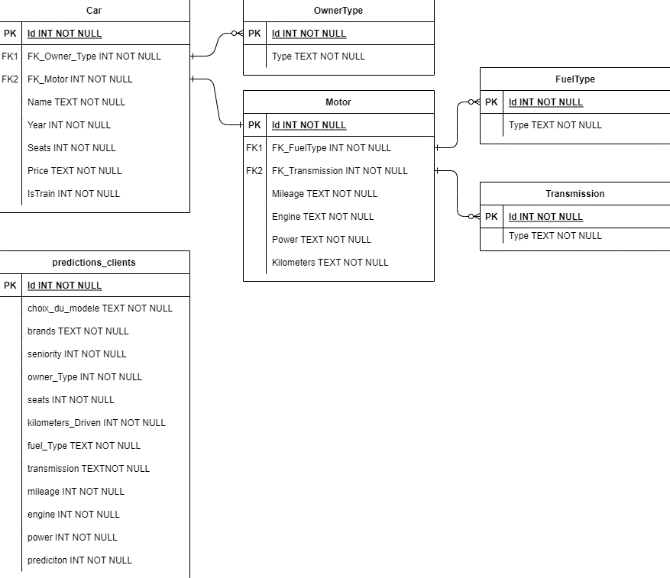 Car
PK Id INT NOT NULL
FK1 FK_Owner_Type INT NOT NULL
FK2 FK_Motor INT NOT NULL
Name TEXT NOT NULL
Year INT NOT NULL
Seats INT NOT NULL
Price TEXT NOT NULL
IsTrain INT NOT NULL
OwnerType
PK Id INT NOT NULL
Type TEXT NOT NULL
Motor
PK Id INT NOT NULL
FK1 FK_FuelType INT NOT NULL
FK2 FK_Transmission INT NOT NULL
Mileage TEXT NOT NULL
Engine TEXT NOT NULL
Power TEXT NOT NULL
Kilometers TEXT NOT NULL
FuelType
PK Id INT NOT NULL
Type TEXT NOT NULL
Transmission
PK Id INT NOT NULL
Type TEXT NOT NULL
predictions_clients
PK Id INT NOT NULL
choix_du_modele TEXT NOT NULL
brands TEXT NOT NULL
seniority INT NOT NULL
owner_Type INT NOT NULL
seats INT NOT NULL
kilometers_Driven INT NOT NULL
fuel_Type TEXT NOT NULL
transmission TEXTNOT NULL
mileage INT NOT NULL
engine INT NOT NULL
power INT NOT NULL
prediciton INT NOT NULL